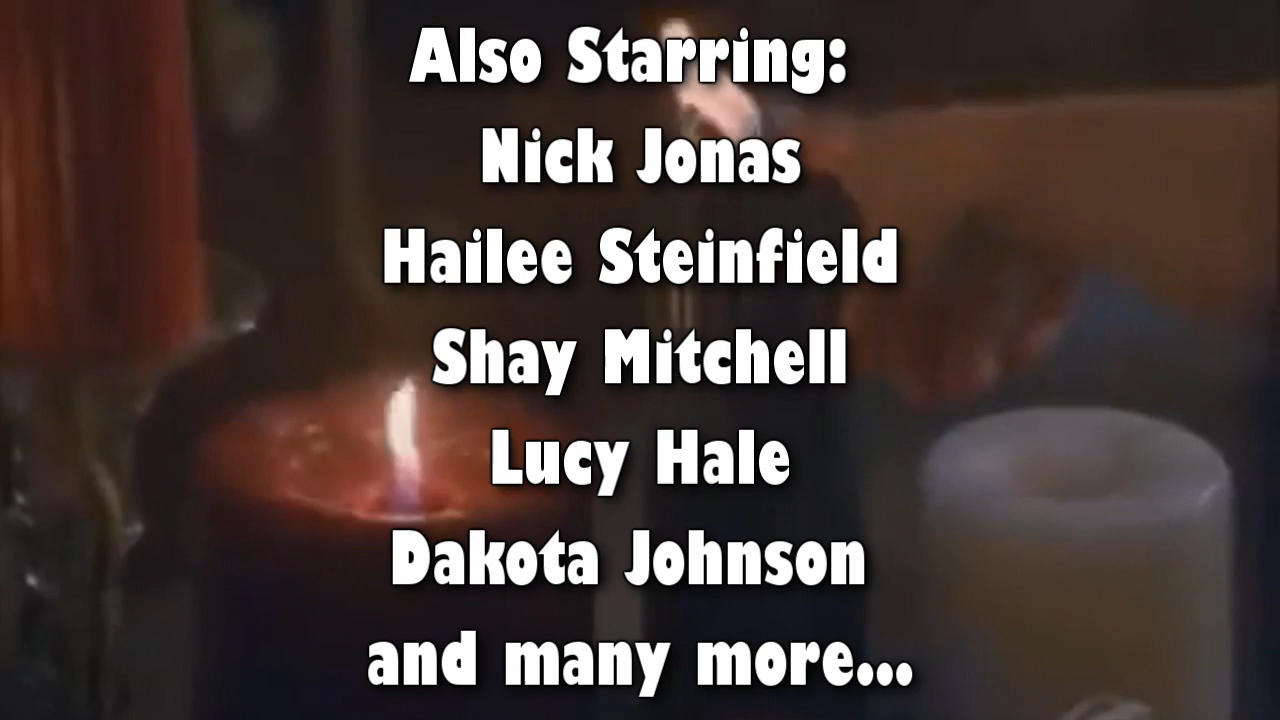 Also Starring:
Nick Jonas
Hailee Steinfield
Shay Mitchell
Lucy Hale
Dakota Johnson
and many more...